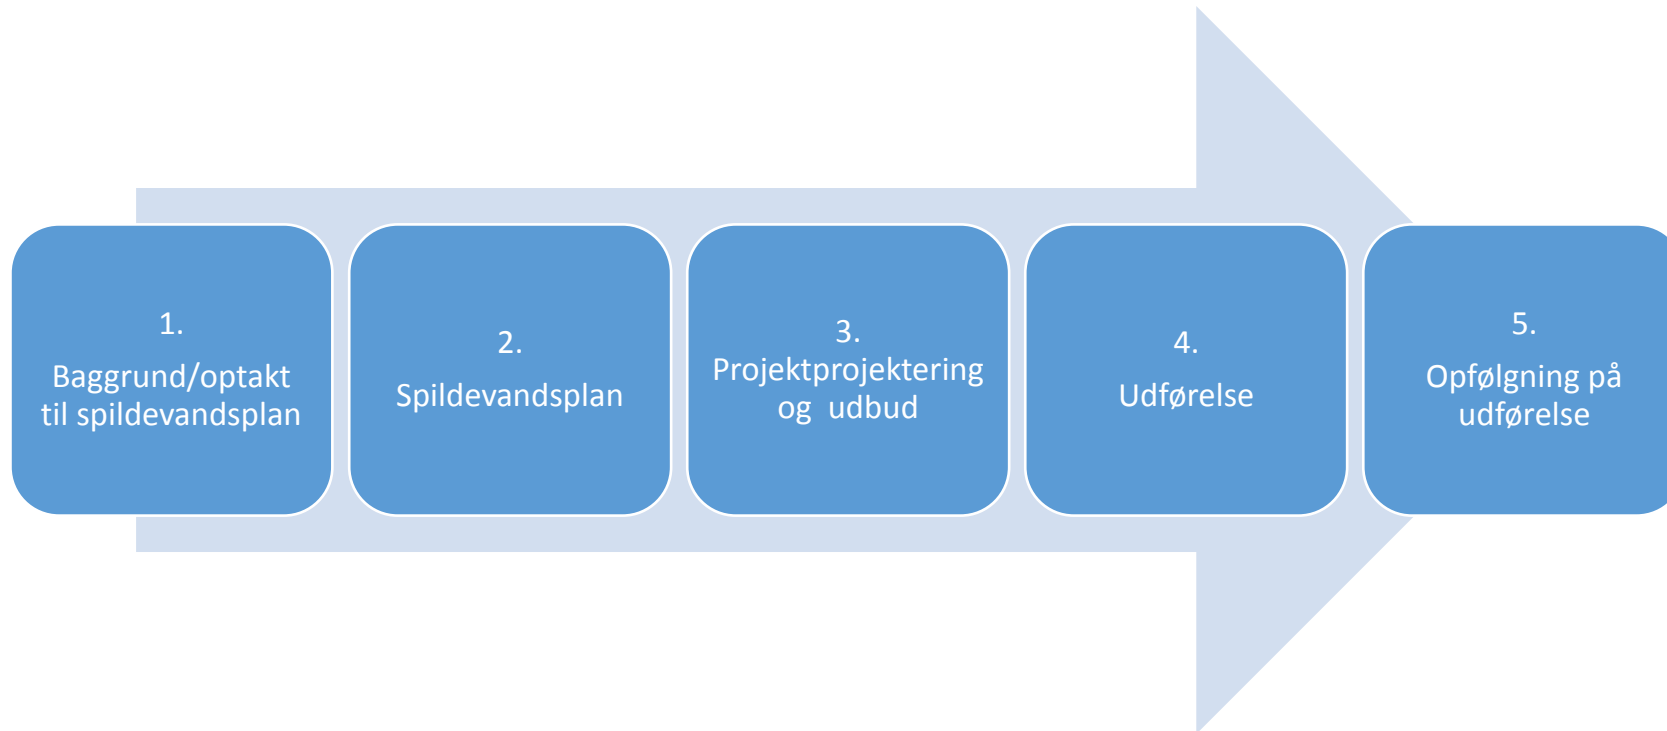 1.
Baggrund/optakt
til spildevandsplan
2.
Spildevandsplan
3.
Projektprojektering
og  udbud
4.
Udførelse
5.
Opfølgning på
udførelse